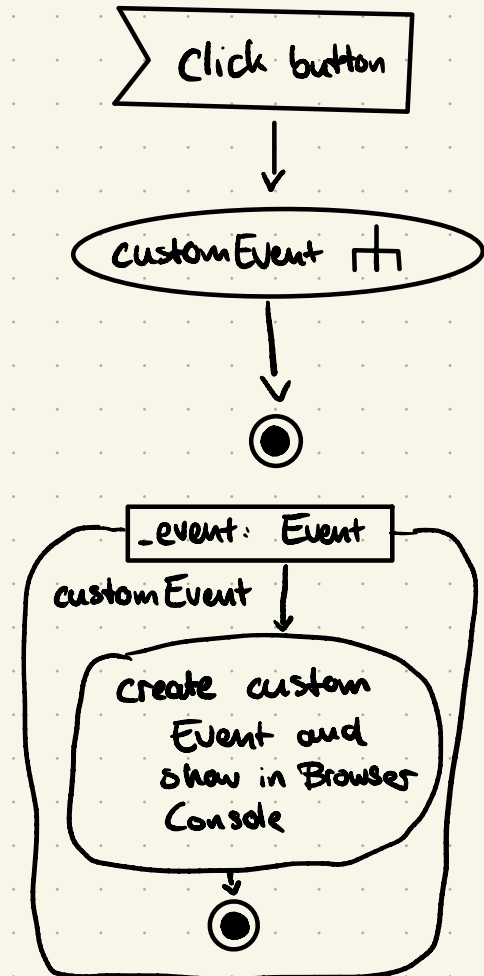 Click button
customEvent
_event: Event
customEvent
create custom
Event and
show in Browser
Console